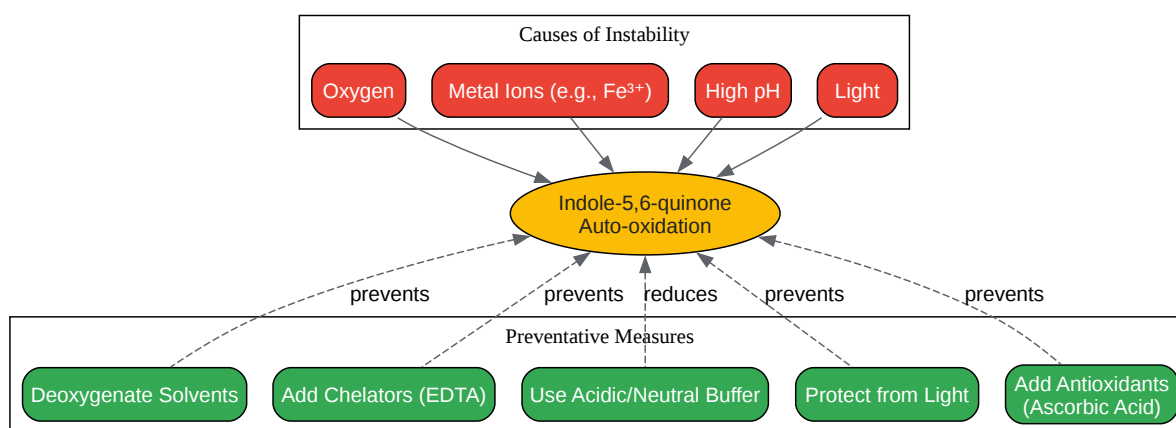 Causes of Instability
Oxygen
Metal Ions (e.g., Fe³⁺)
High pH
Light
Indole-5,6-quinone
Auto-oxidation
prevents
prevents
reduces
prevents
prevents
Preventative Measures
Deoxygenate Solvents
Add Chelators (EDTA)
Use Acidic/Neutral Buffer
Protect from Light
Add Antioxidants
(Ascorbic Acid)